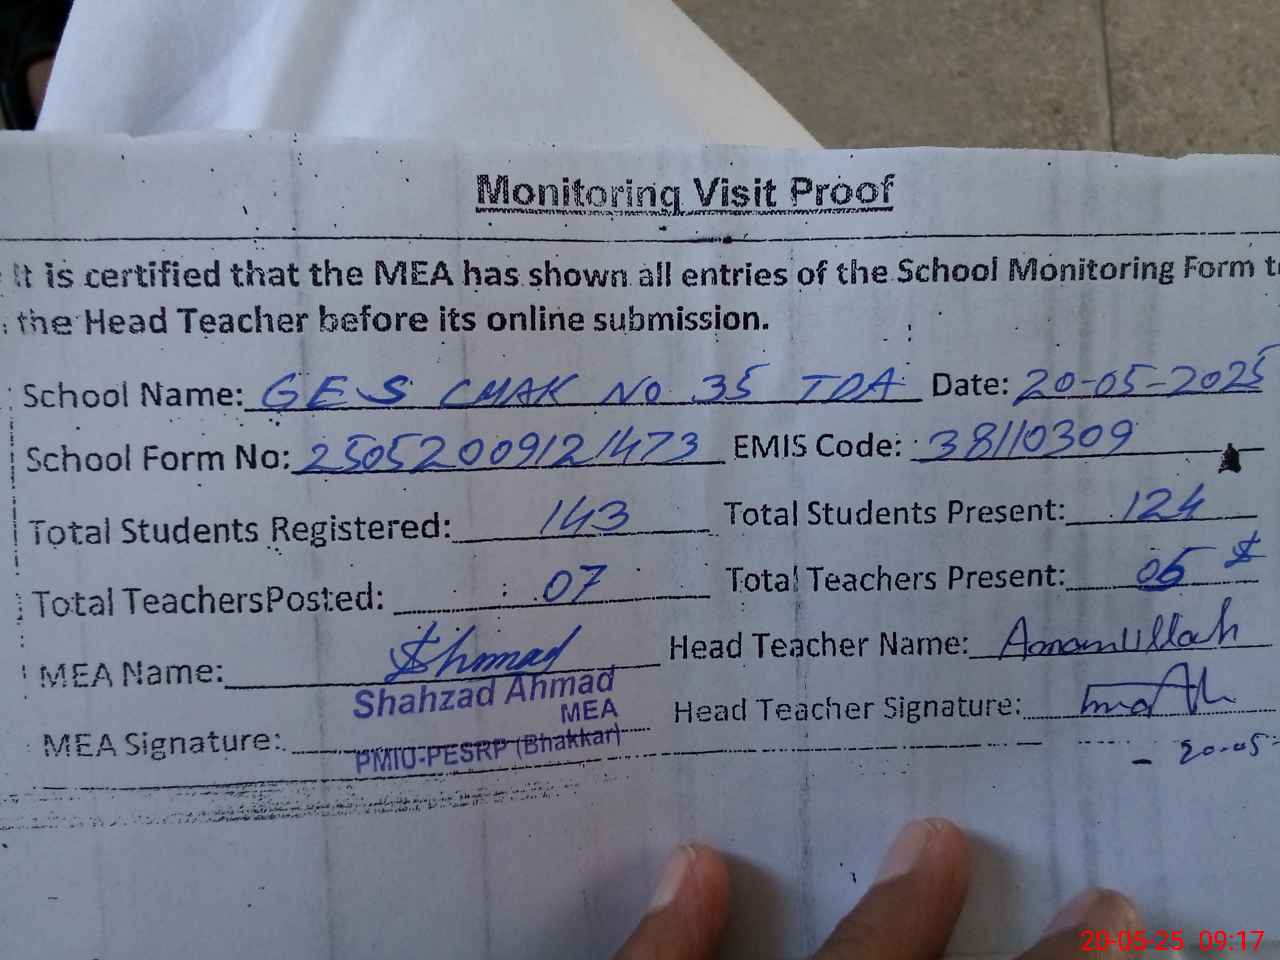 Monitoring Visit Proof
It is certified that the MEA has shown all entries of the School Monitoring Form to
the Head Teacher before its online submission.
School Name: GES CHAK NO 35 TDA Date: 20-05-2025
School Form No: 25052009121473 EMIS Code: 38110309
Total Students Registered: 143 Total Students Present: 124
Total TeachersPosted: 07 Total Teachers Present: 06
MEA Name: Ahmad Head Teacher Name: Amanullah
Shahzad Ahmad
MEA
MEA Signature: Head Teacher Signature:
PMIU-PESRP (Bhakkar)
20-05-
20-05-25 09:17